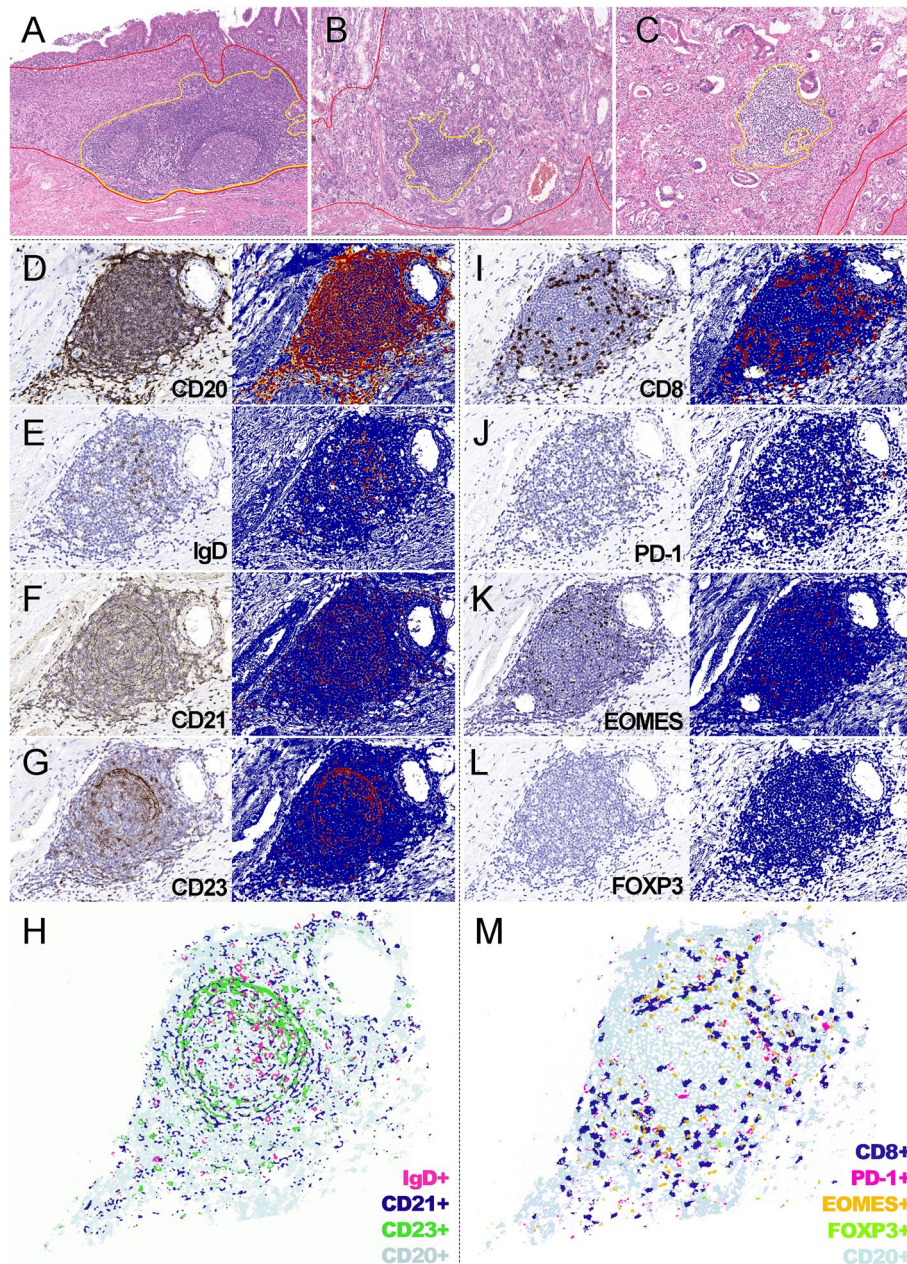 A
B
C
D
CD20
I
CD8
E
IgD
J
PD-1
F
CD21
K
EOMES
G
CD23
L
FOXP3
H
IgD+
CD21+
CD23+
CD20+
M
CD8+
PD-1+
EOMES+
FOXP3+
CD20+